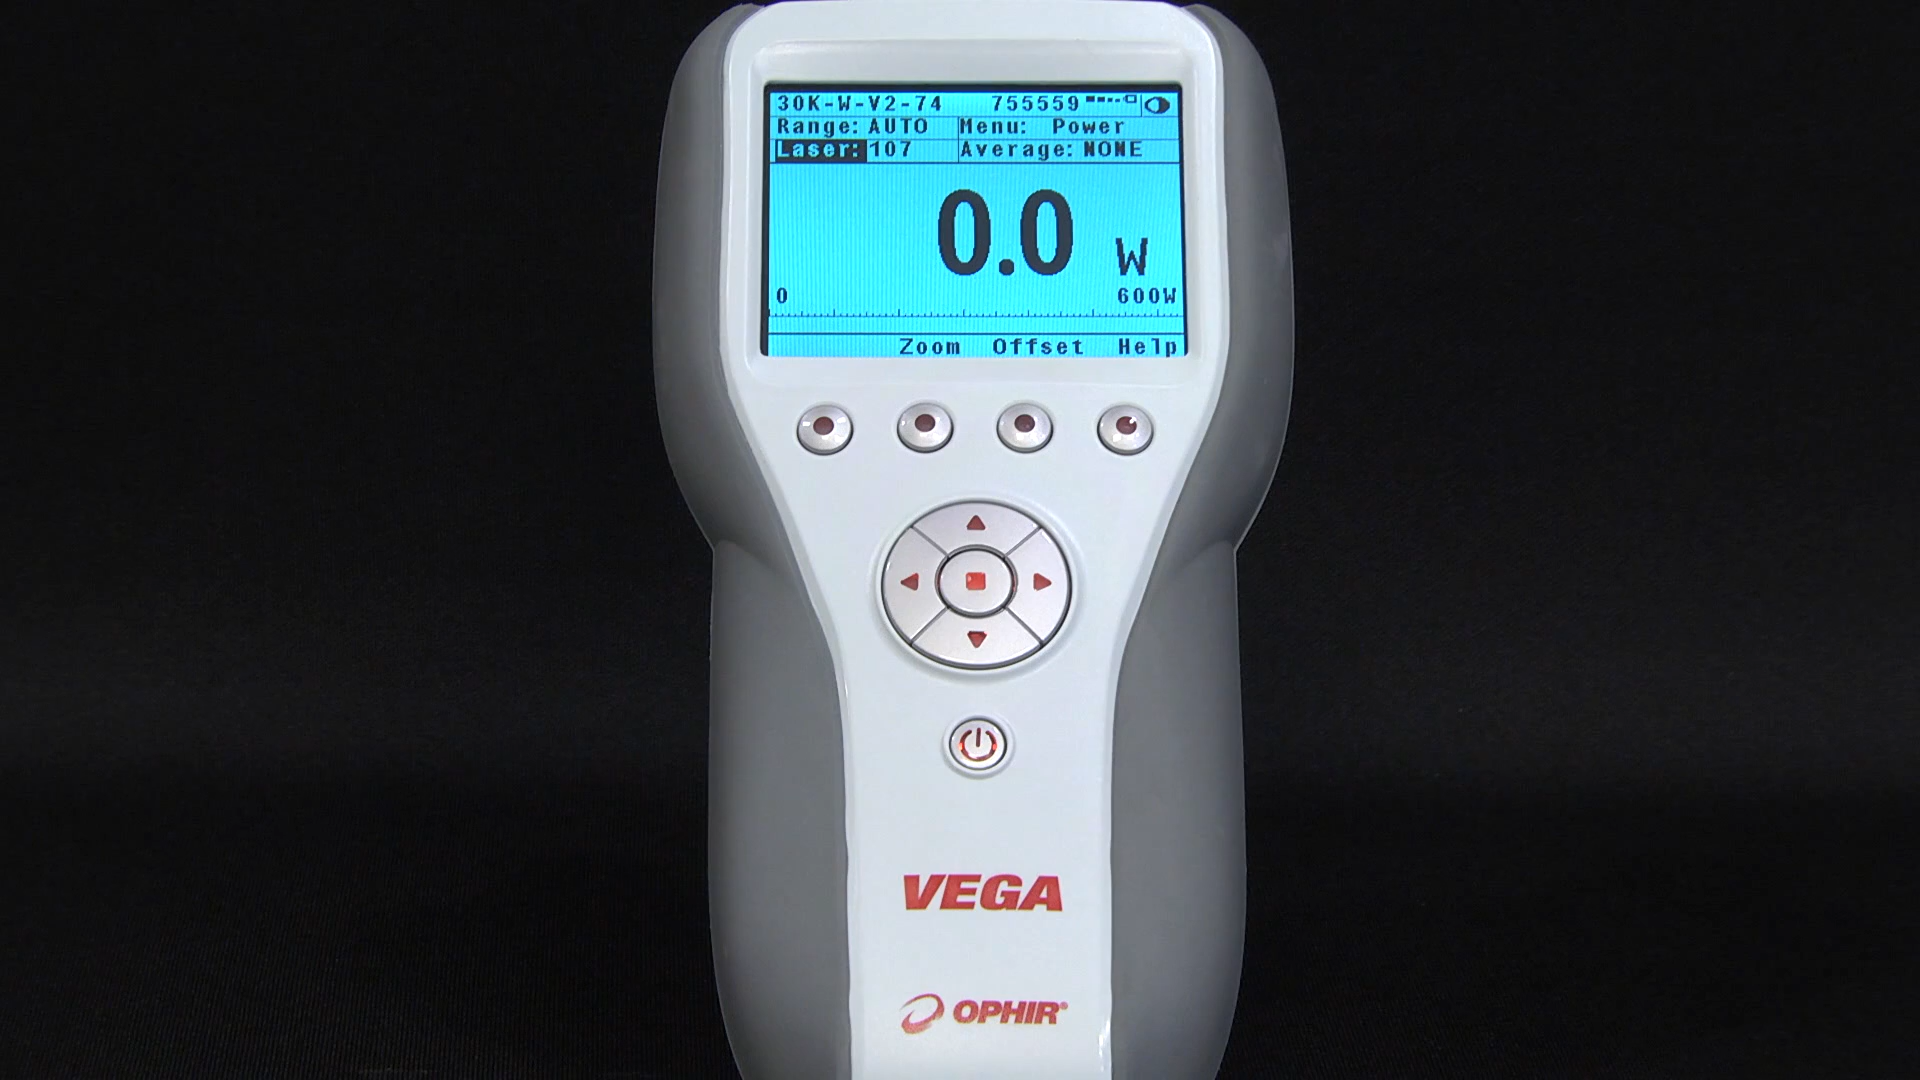 30K-W-V2-74 755559
Range: AUTO Menu: Power
Laser: 107 Average: NONE
0.0 W
0 600W
Zoom Offset Help
VEGA
OPHIR®